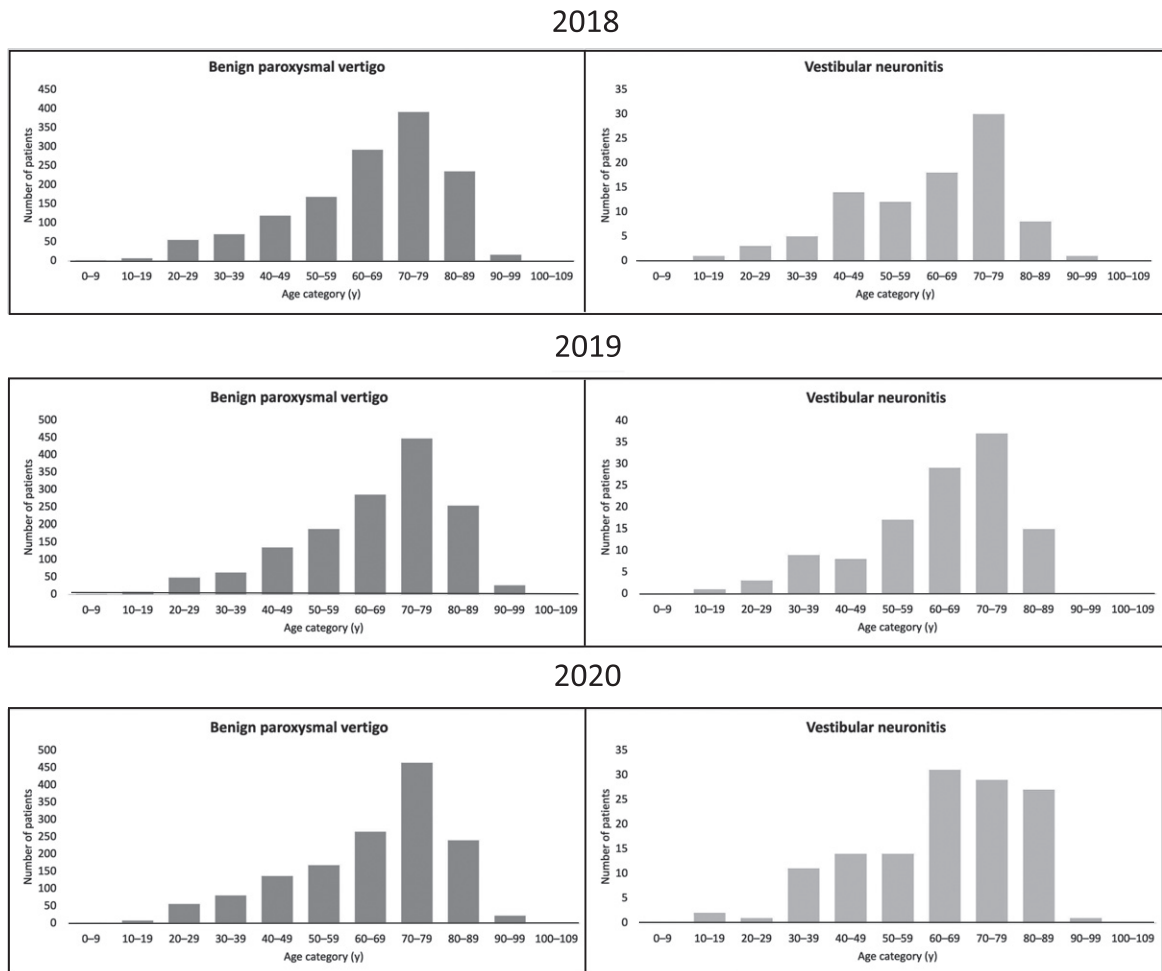 2018
Benign paroxysmal vertigo
Number of patients
450
400
350
300
250
200
150
100
50
0
0–9 10–19 20–29 30–39 40–49 50–59 60–69 70–79 80–89 90–99 100–109
Age category (y)
Vestibular neuronitis
Number of patients
35
30
25
20
15
10
5
0
0–9 10–19 20–29 30–39 40–49 50–59 60–69 70–79 80–89 90–99 100–109
Age category (y)
2019
Benign paroxysmal vertigo
Number of patients
500
450
400
350
300
250
200
150
100
50
0
0–9 10–19 20–29 30–39 40–49 50–59 60–69 70–79 80–89 90–99 100–109
Age category (y)
Vestibular neuronitis
Number of patients
40
35
30
25
20
15
10
5
0
0–9 10–19 20–29 30–39 40–49 50–59 60–69 70–79 80–89 90–99 100–109
Age category (y)
2020
Benign paroxysmal vertigo
Number of patients
500
450
400
350
300
250
200
150
100
50
0
0–9 10–19 20–29 30–39 40–49 50–59 60–69 70–79 80–89 90–99 100–109
Age category (y)
Vestibular neuronitis
Number of patients
35
30
25
20
15
10
5
0
0–9 10–19 20–29 30–39 40–49 50–59 60–69 70–79 80–89 90–99 100–109
Age category (y)